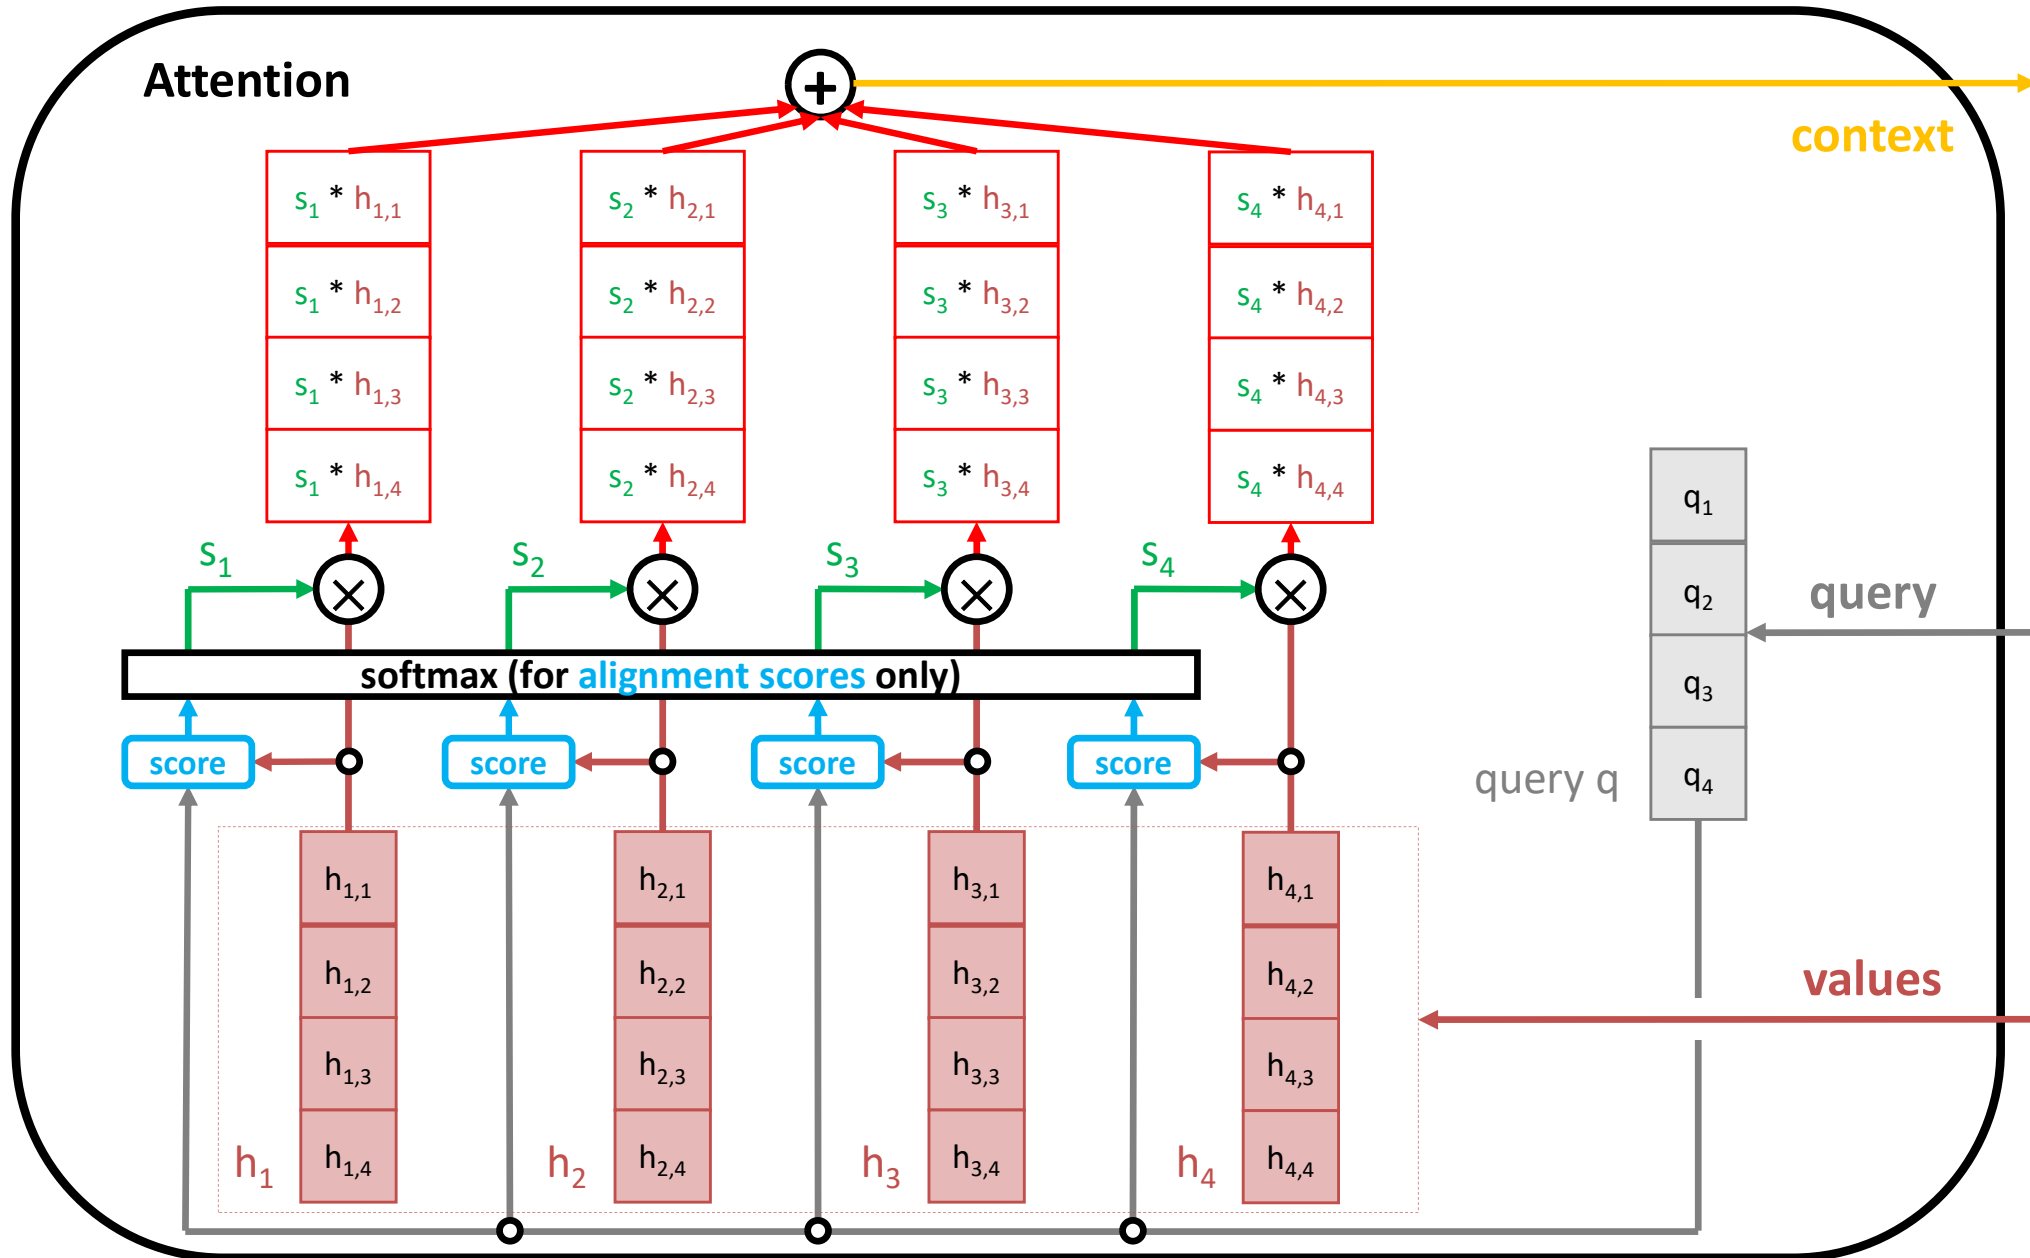 Attention
+
context
s1 * h1,1 s2 * h2,1 s3 * h3,1 s4 * h4,1
s1 * h1,2 s2 * h2,2 s3 * h3,2 s4 * h4,2
s1 * h1,3 s2 * h2,3 s3 * h3,3 s4 * h4,3
s1 * h1,4 s2 * h2,4 s3 * h3,4 s4 * h4,4
q1
s1 s2 s3 s4
× × × ×
q2
query
softmax (for alignment scores only)
q3
score score score score
query q
q4
h1,1 h2,1 h3,1 h4,1
h1,2 h2,2 h3,2 h4,2
values
h1,3 h2,3 h3,3 h4,3
h1 h1,4 h2 h2,4 h3 h3,4 h4 h4,4